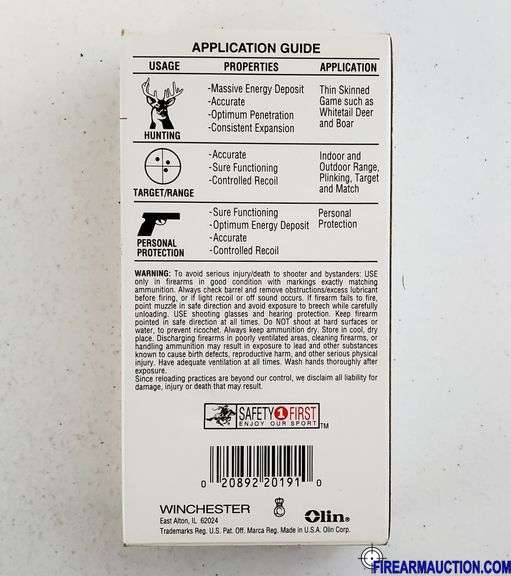 APPLICATION GUIDE
USAGE PROPERTIES APPLICATION
-Massive Energy Deposit
-Accurate
-Optimum Penetration
-Consistent Expansion
Thin Skinned
Game such as
Whitetail Deer
and Boar
HUNTING
-Accurate
-Sure Functioning
-Controlled Recoil
Indoor and
Outdoor Range,
Plinking, Target
and Match
TARGET/RANGE
-Sure Functioning
-Optimum Energy Deposit
-Accurate
-Controlled Recoil
Personal
Protection
PERSONAL
PROTECTION
WARNING: To avoid serious injury/death to shooter and bystanders: USE
only in firearms in good condition with markings exactly matching
ammunition. Always check barrel and remove obstructions/excess lubricant
before firing, or if light recoil or off sound occurs. If firearm fails to fire,
point muzzle in safe direction and avoid exposure to breech while carefully
unloading. USE shooting glasses and hearing protection. Keep firearm
pointed in safe direction at all times. Do NOT shoot at hard surfaces or
water, to prevent ricochet. Always keep ammunition dry. Store in cool, dry
place. Discharging firearms in poorly ventilated areas, cleaning firearms, or
handling ammunition may result in exposure to lead and other substances
known to cause birth defects, reproductive harm, and other serious physical
injury. Have adequate ventilation at all times. Wash hands thoroughly after
exposure.
Since reloading practices are beyond our control, we disclaim all liability for
damage, injury or death that may result.
SAFETY 1 FIRST
ENJOY OUR SPORT TM
0 20892 20191 0
WINCHESTER
East Alton, IL 62024
Olin®
Trademarks Reg. U.S. Pat. Off. Marca Reg. Made in U.S.A. Olin Corp.
FIREARMAUCTION.COM